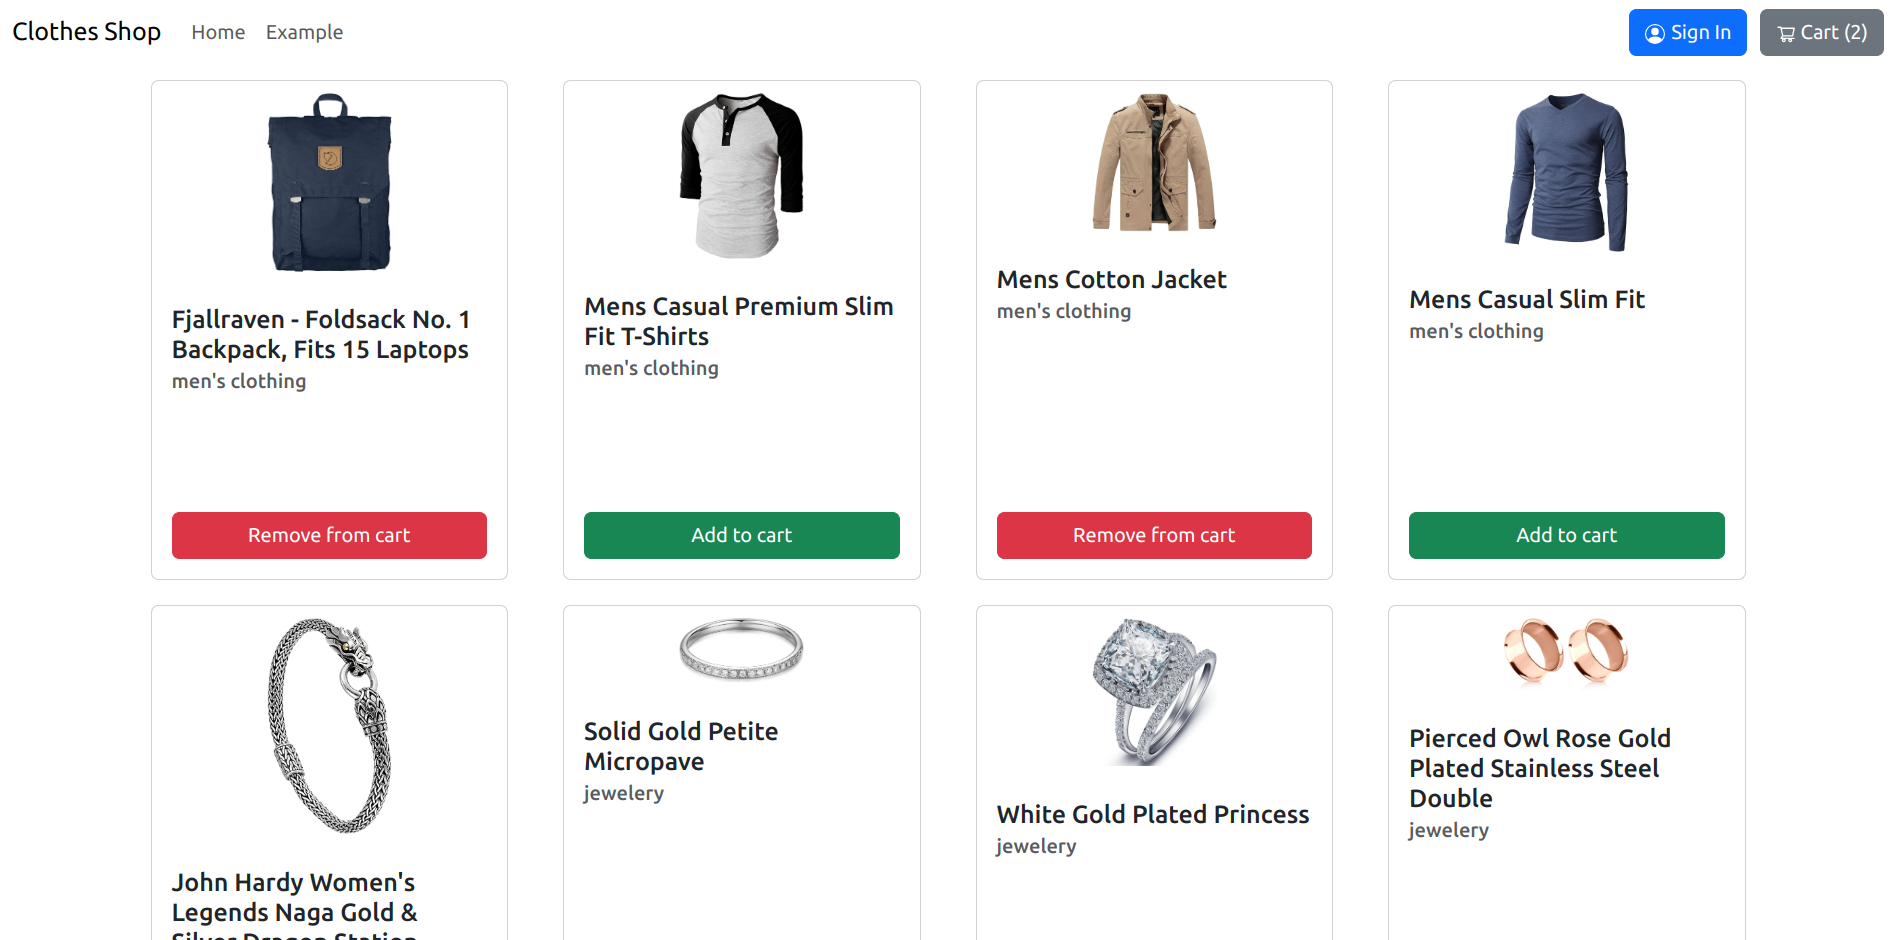 Clothes Shop Home Example Sign In Cart (2)
Fjallraven - Foldsack No. 1
Backpack, Fits 15 Laptops
men's clothing
Remove from cart
Mens Casual Premium Slim
Fit T-Shirts
men's clothing
Add to cart
Mens Cotton Jacket
men's clothing
Remove from cart
Mens Casual Slim Fit
men's clothing
Add to cart
John Hardy Women's
Legends Naga Gold &
Silver Dragon Station
Solid Gold Petite
Micropave
jewelery
White Gold Plated Princess
jewelery
Pierced Owl Rose Gold
Plated Stainless Steel
Double
jewelery